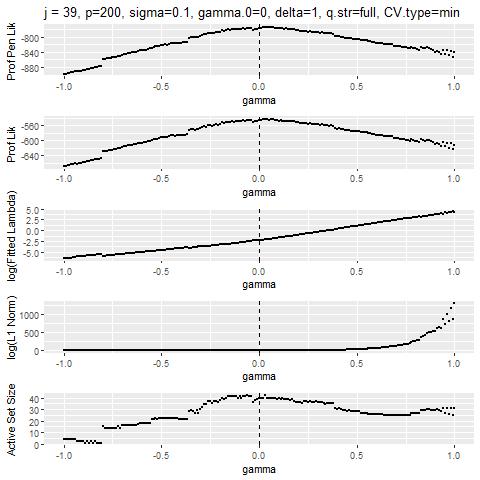 j = 39, p=200, sigma=0.1, gamma.0=0, delta=1, q.str=full, CV.type=min
Prof Pen Lik
-800
-840
-880
-1.0 -0.5 0.0 0.5 1.0
gamma
Prof Lik
-560
-600
-640
-1.0 -0.5 0.0 0.5 1.0
gamma
log(Fitted Lambda)
5.0
2.5
0.0
-2.5
-5.0
-1.0 -0.5 0.0 0.5 1.0
gamma
log(L1 Norm)
1000
500
0
-1.0 -0.5 0.0 0.5 1.0
gamma
Active Set Size
40
30
20
10
0
-1.0 -0.5 0.0 0.5 1.0
gamma